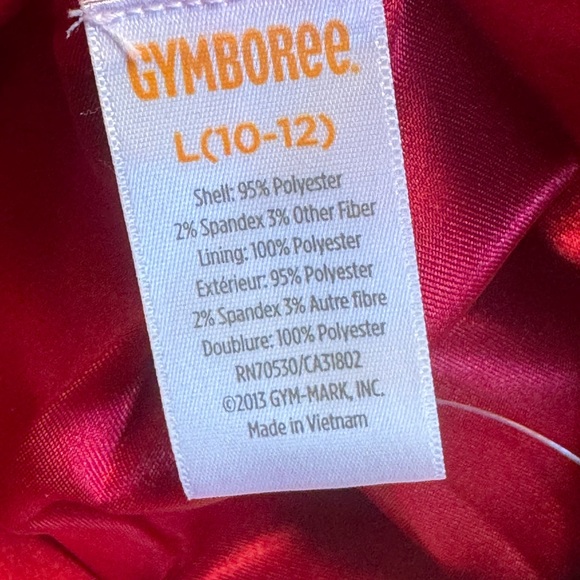 GYMBORee.
L(10-12)
Shell: 95% Polyester
2% Spandex 3% Other Fiber
Lining: 100% Polyester
Extérieur: 95% Polyester
2% Spandex 3% Autre fibre
Doublure: 100% Polyester
RN70530/CA31802
©2013 GYM-MARK, INC.
Made in Vietnam